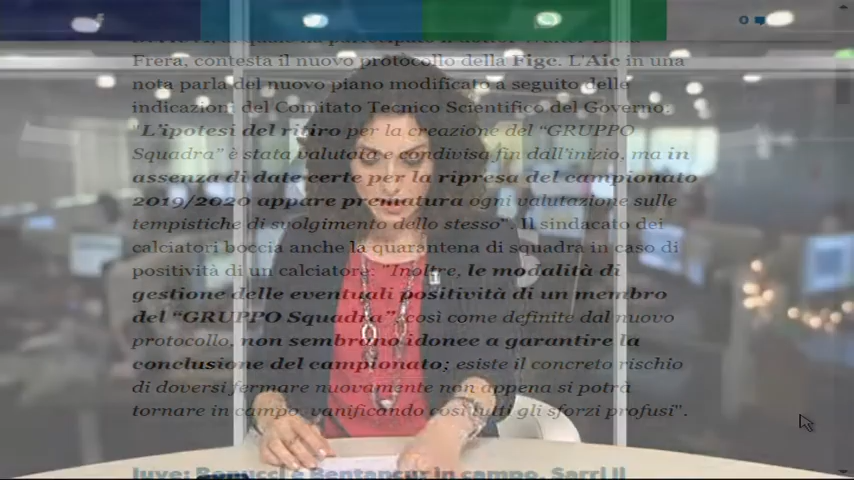 Frera, contesta il nuovo protocollo della Figc. L'Aic in una
nota parla del nuovo piano modificato a seguito delle
indicazioni del Comitato Tecnico Scientifico del Governo:
"L'ipotesi del ritiro per la creazione del “GRUPPO
Squadra” è stata valutata e condivisa fin dall'inizio, ma in
assenza di date certe per la ripresa del campionato
2019/2020 appare prematura ogni valutazione sulle
tempistiche di svolgimento dello stesso". Il sindacato dei
calciatori boccia anche la quarantena di squadra in caso di
positività di un calciatore: "Inoltre, le modalità di
gestione delle eventuali positività di un membro
del “GRUPPO Squadra”, così come definite dal nuovo
protocollo, non sembrano idonee a garantire la
conclusione del campionato; esiste il concreto rischio
di doversi fermare nuovamente non appena si potrà
tornare in campo, vanificando così tutti gli sforzi profusi".
Juve: Bonucci e Bentancur in campo, Sarri il
0